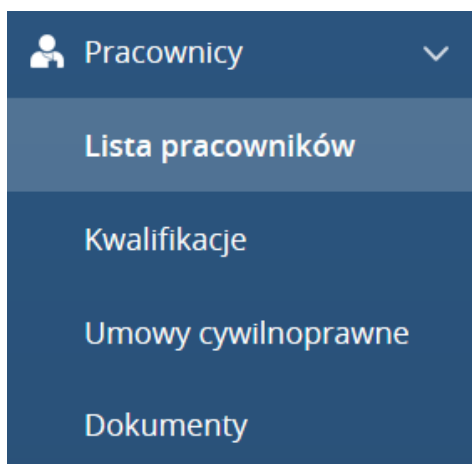 Pracownicy
Lista pracowników
Kwalifikacje
Umowy cywilnoprawne
Dokumenty